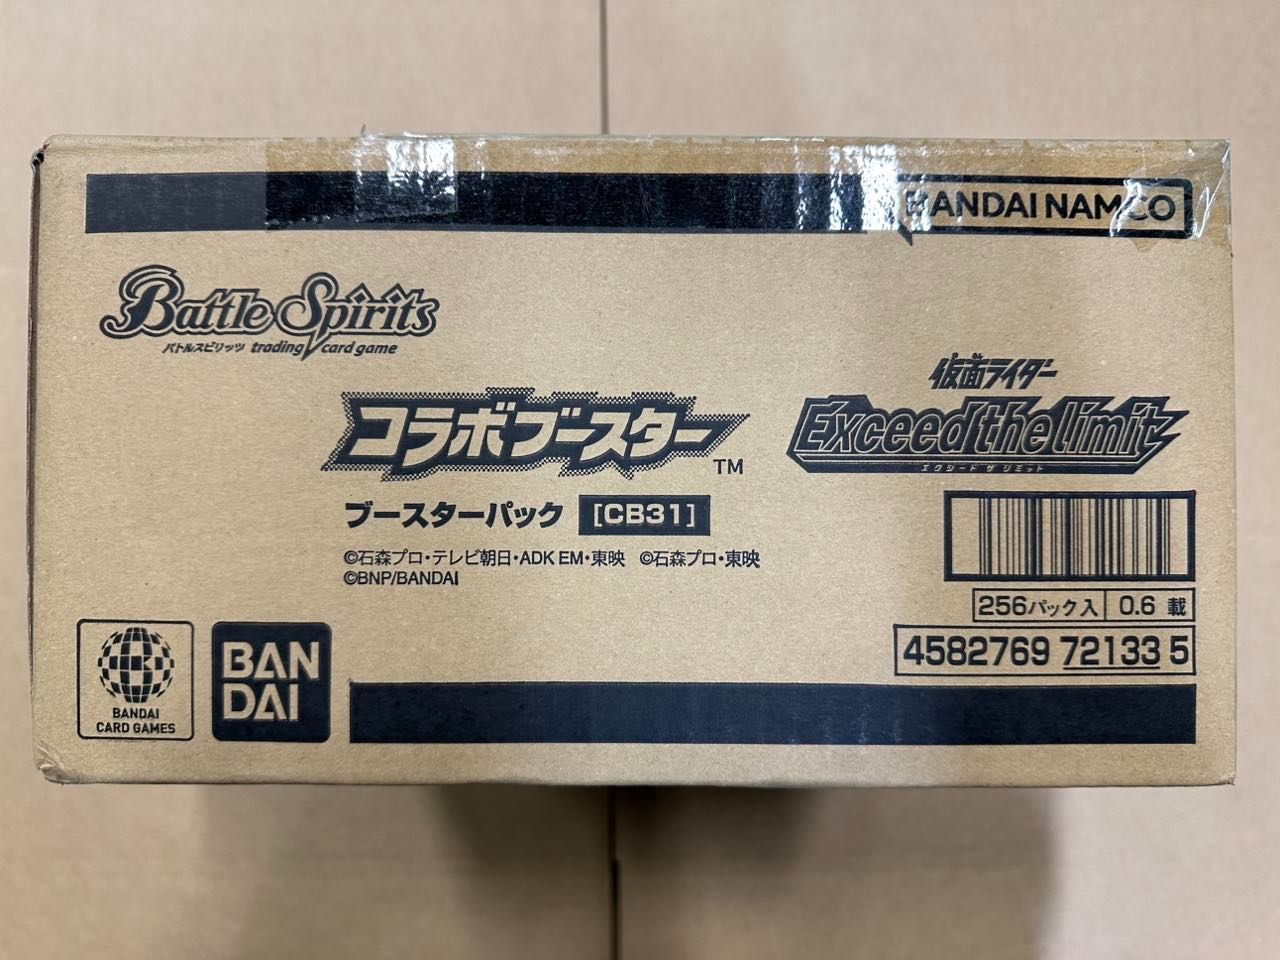 BANDAI NAMCO
Battle Spirits
バトルスピリッツ trading card game
仮面ライダー
Exceed the limit
エクシード ザ リミット
コラボブースター TM
ブースターパック [CB31]
©石森プロ・テレビ朝日・ADK EM・東映 ©石森プロ・東映
©BNP/BANDAI
256パック入 0.6 載
4582769 72133 5
BANDAI
CARD GAMES
BAN
DAI